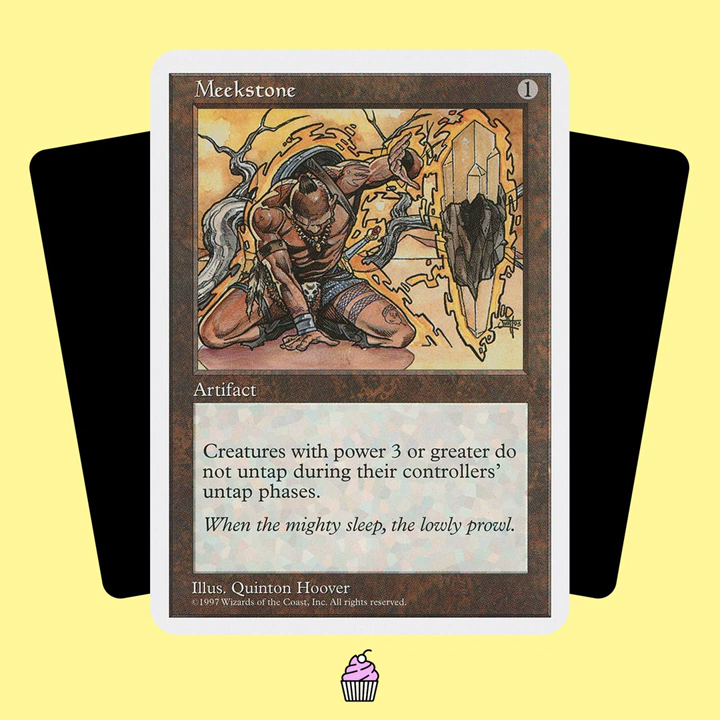 Meekstone 1
Artifact
Creatures with power 3 or greater do
not untap during their controllers’
untap phases.
When the mighty sleep, the lowly prowl.
Illus. Quinton Hoover
©1997 Wizards of the Coast, Inc. All rights reserved.